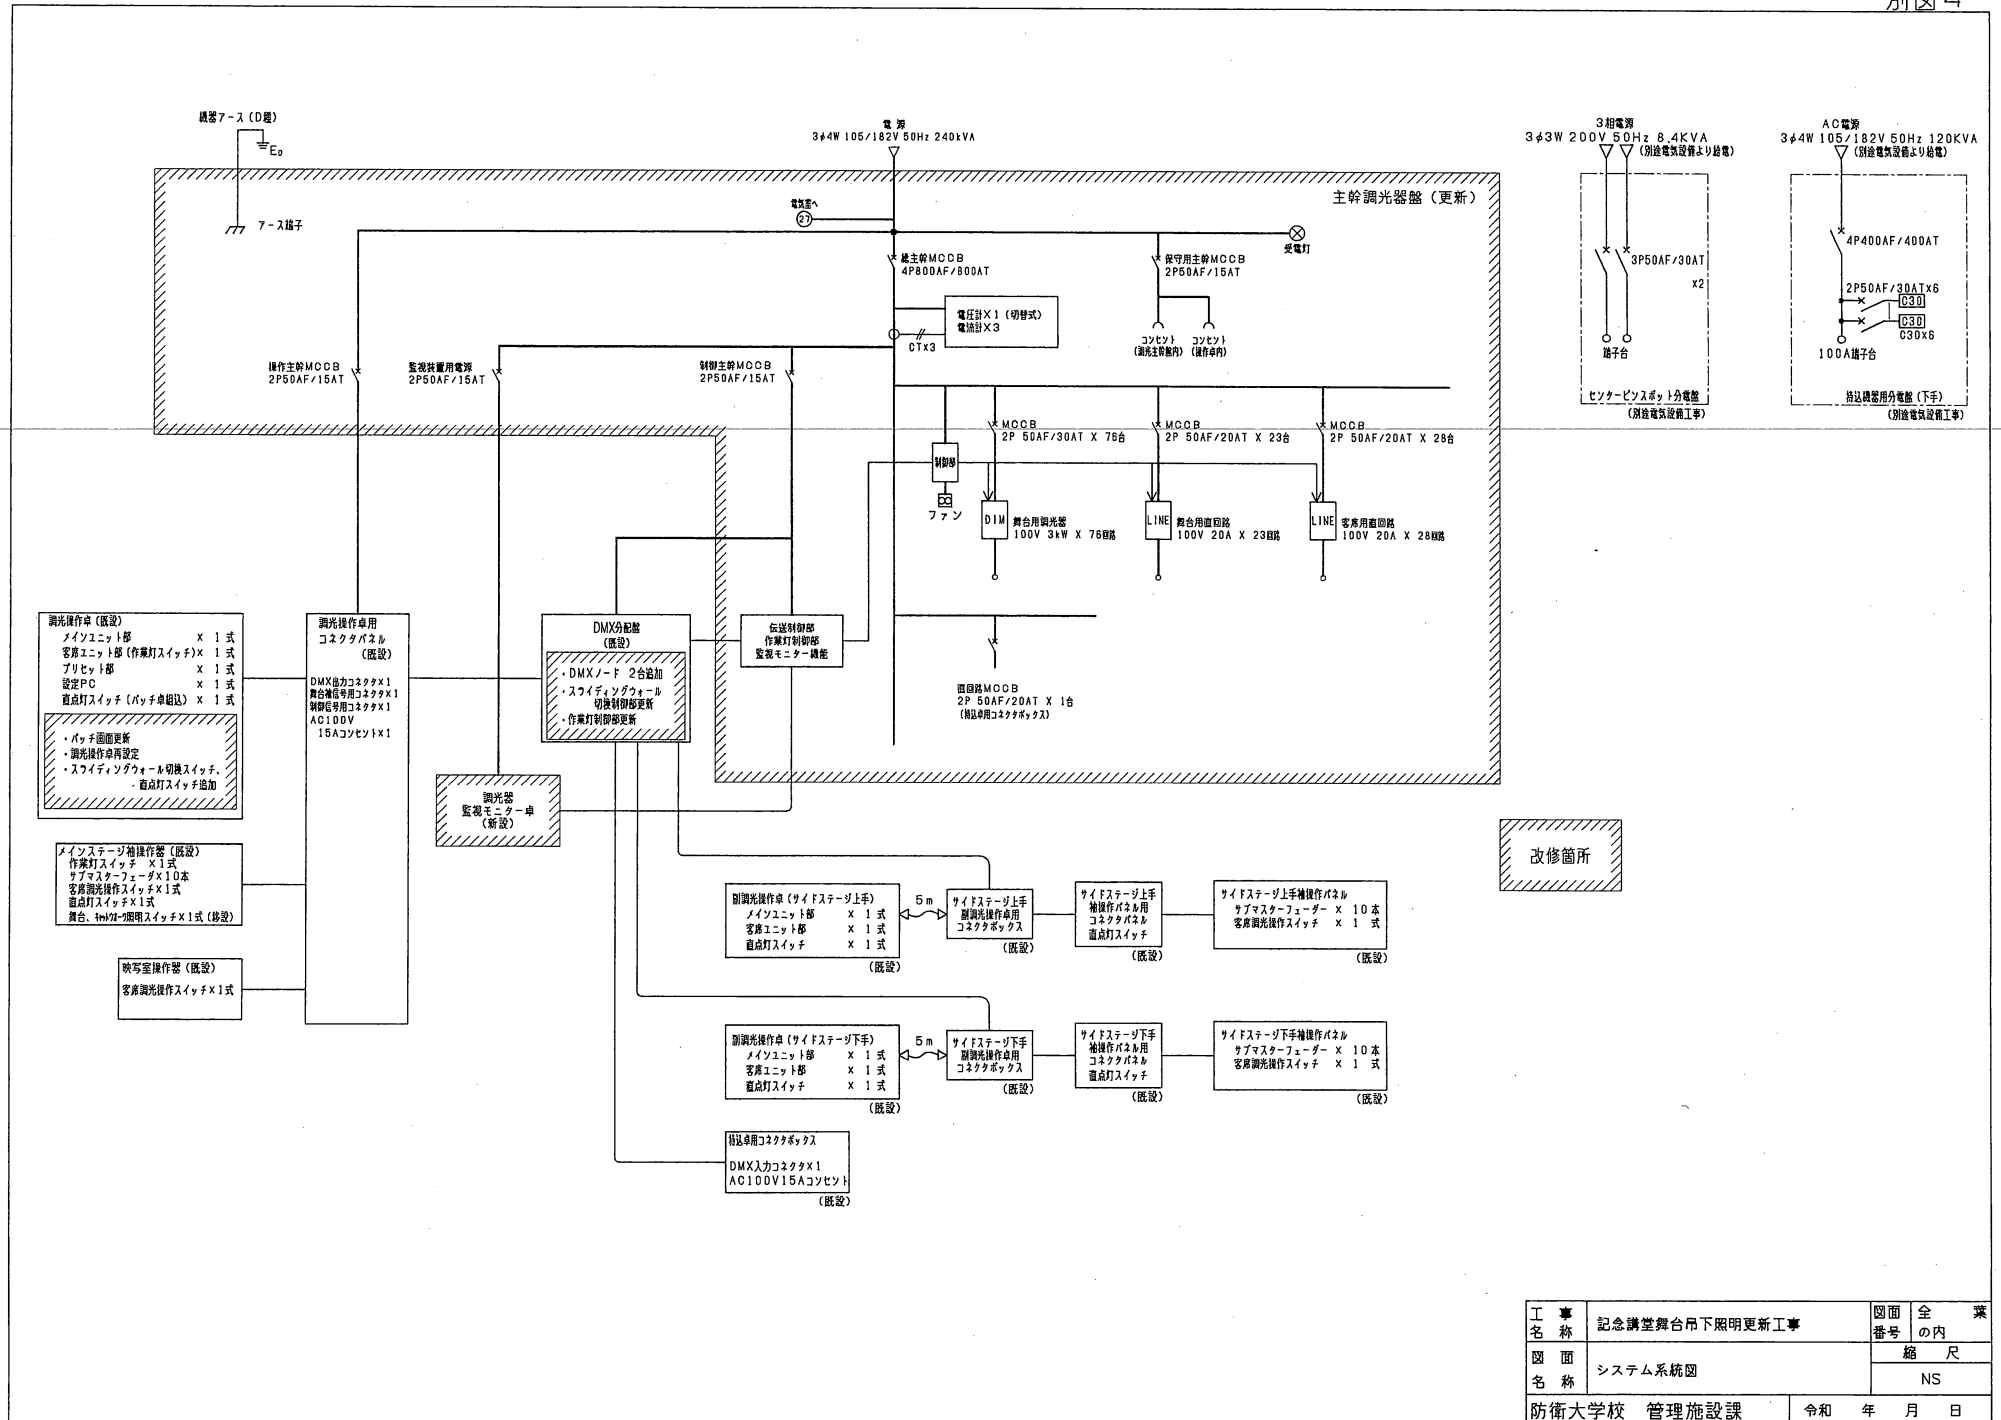 別図4
機器アース(D種)
ED
アース端子
電源
3φ4W 105/182V 50Hz 240kVA
主幹調光器盤(更新)
電気室へ
27
受電灯
総主幹MCCB
4P800AF/800AT
保守用主幹MCCB
2P50AF/15AT
電圧計×1(切替式)
電流計×3
CT×3
コンセント
(調光主幹盤内)
コンセント
(操作卓内)
操作主幹MCCB
2P50AF/15AT
監視装置用電源
2P50AF/15AT
制御主幹MCCB
2P50AF/15AT
MCCB
2P 50AF/30AT X 76台
MCCB
2P 50AF/20AT X 23台
MCCB
2P 50AF/20AT X 28台
制御部
ファン
DIM
舞台用調光器
100V 3kW X 76回路
LINE
舞台用直回路
100V 20A X 23回路
LINE
客席用直回路
100V 20A X 28回路
直回路MCCB
2P 50AF/20AT X 1台
(持込卓用コネクタボックス)
3相電源
3φ3W 200V 50Hz 8.4KVA
(別途電気設備より給電)
3P50AF/30AT
×2
端子台
センターピンスポット分電盤
(別途電気設備工事)
AC電源
3φ4W 105/182V 50Hz 120KVA
(別途電気設備より給電)
4P400AF/400AT
2P50AF/30AT×6
C30
C30
C30×6
100A端子台
持込機器用分電盤(下手)
(別途電気設備工事)
調光操作卓(既設)
メインユニット部 × 1 式
客席ユニット部(作業灯スイッチ)× 1 式
プリセット部 × 1 式
設定PC × 1 式
直点灯スイッチ(パッチ卓組込) × 1 式
・パッチ画面更新
・調光操作卓再設定
・スライディングウォール切換スイッチ、
・直点灯スイッチ追加
調光操作卓用
コネクタパネル
(既設)
DMX出力コネクタ×1
舞台袖信号用コネクタ×1
制御信号用コネクタ×1
AC100V
15Aコンセント×1
DMX分配盤
(既設)
・DMXノード 2台追加
・スライディングウォール
切換制御部更新
・作業灯制御部更新
伝送制御部
作業灯制御部
監視モニター機能
調光器
監視モニター卓
(新設)
改修箇所
メインステージ袖操作器(既設)
作業灯スイッチ ×1式
サブマスターフェーダ×10本
客席調光操作スイッチ×1式
直点灯スイッチ×1式
舞台、キャットウォーク照明スイッチ×1式(移設)
映写室操作器(既設)
客席調光操作スイッチ×1式
副調光操作卓(サイドステージ上手)
メインユニット部 × 1 式
客席ユニット部 × 1 式
直点灯スイッチ × 1 式
(既設)
5m
サイドステージ上手
副調光操作卓用
コネクタボックス
(既設)
サイドステージ上手
袖操作パネル用
コネクタパネル
直点灯スイッチ
(既設)
サイドステージ上手袖操作パネル
サブマスターフェーダー × 10本
客席調光操作スイッチ × 1 式
(既設)
副調光操作卓(サイドステージ下手)
メインユニット部 × 1 式
客席ユニット部 × 1 式
直点灯スイッチ × 1 式
(既設)
5m
サイドステージ下手
副調光操作卓用
コネクタボックス
(既設)
サイドステージ下手
袖操作パネル用
コネクタパネル
直点灯スイッチ
(既設)
サイドステージ下手袖操作パネル
サブマスターフェーダー × 10本
客席調光操作スイッチ × 1 式
(既設)
持込卓用コネクタボックス
DMX入力コネクタ×1
AC100V15Aコンセント
(既設)
工事名称 記念講堂舞台吊下照明更新工事
図面番号 全 葉の内
図面名称 システム系統図
縮尺
NS
防衛大学校 管理施設課
令和 年 月 日